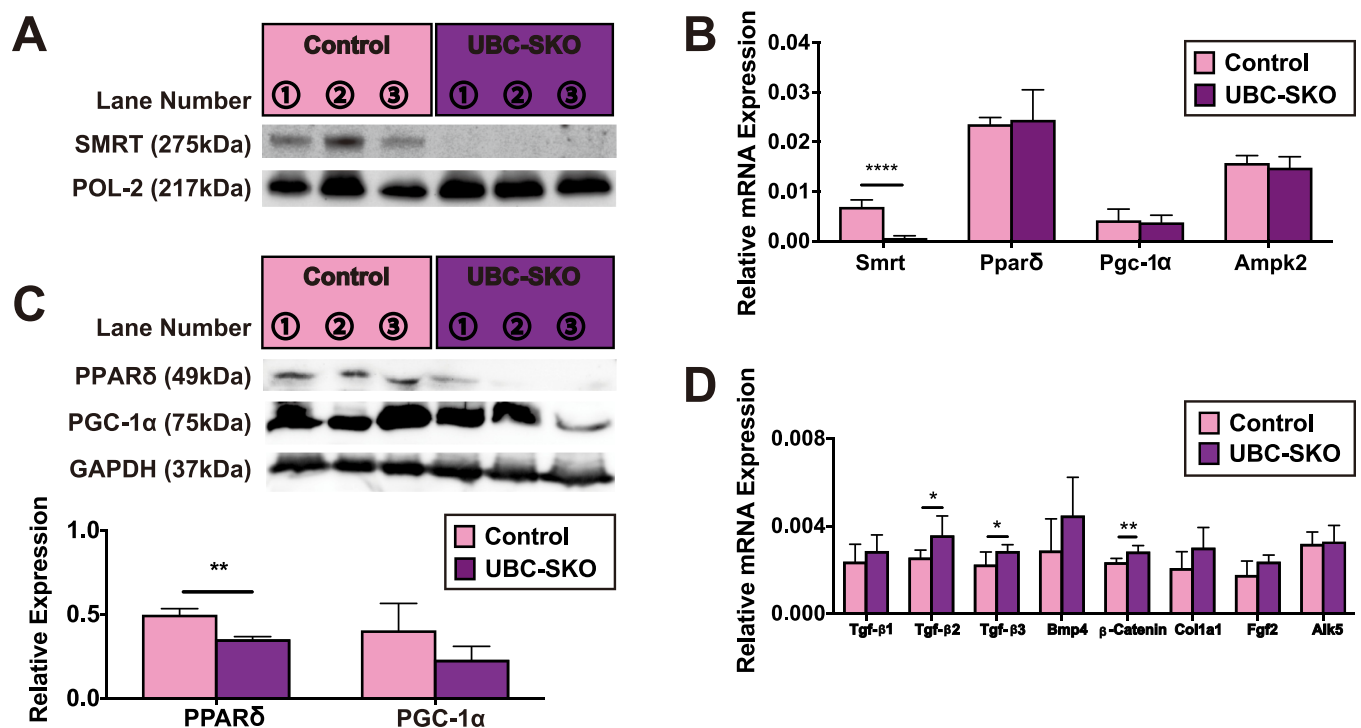 A
Control UBC-SKO
Lane Number ① ② ③ ① ② ③
SMRT (275kDa)
POL-2 (217kDa)
B
Relative mRNA Expression
0.04
0.03
0.02
0.01
0.00
Control
UBC-SKO
****
Smrt Pparδ Pgc-1α Ampk2
C
Control UBC-SKO
Lane Number ① ② ③ ① ② ③
PPARδ (49kDa)
PGC-1α (75kDa)
GAPDH (37kDa)
Relative Expression
1.0
0.5
0.0
Control
UBC-SKO
**
PPARδ PGC-1α
D
Relative mRNA Expression
0.008
0.004
0.000
Control
UBC-SKO
* * **
Tgf-β1 Tgf-β2 Tgf-β3 Bmp4 β-Catenin Col1a1 Fgf2 Alk5